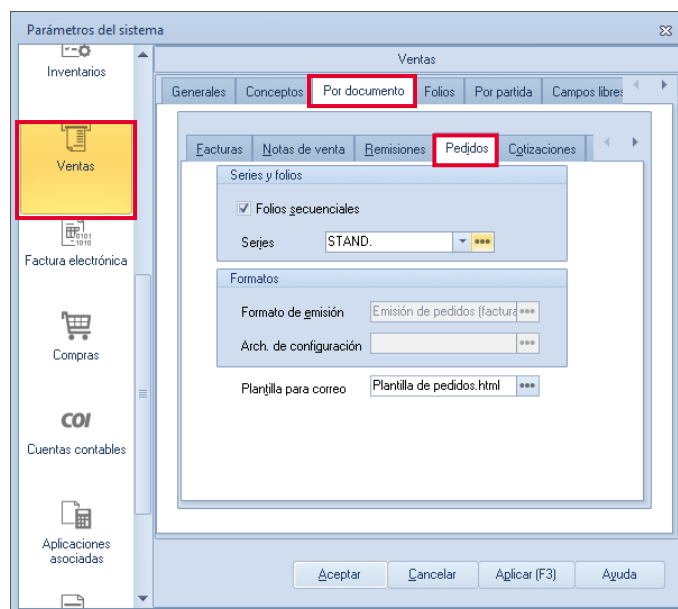 Parámetros del sistema
Inventarios
Ventas
Factura electrónica
0101
1010
Compras
COI
Cuentas contables
Aplicaciones
asociadas
Ventas
Generales Conceptos Por documento Folios Por partida Campos libres
Facturas Notas de venta Remisiones Pedidos Cotizaciones
Series y folios
Folios secuenciales
Series STAND.
Formatos
Formato de emisión Emisión de pedidos (factura
Arch. de configuración
Plantilla para correo Plantilla de pedidos.html
Aceptar Cancelar Aplicar (F3) Ayuda